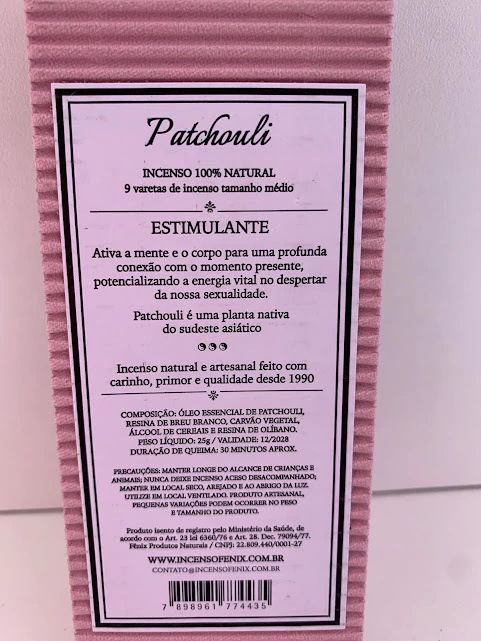 Patchouli
INCENSO 100% NATURAL
9 varetas de incenso tamanho médio
ESTIMULANTE
Ativa a mente e o corpo para uma profunda
conexão com o momento presente,
potencializando a energia vital no despertar
da nossa sexualidade.
Patchouli é uma planta nativa
do sudeste asiático
Incenso natural e artesanal feito com
carinho, primor e qualidade desde 1990
COMPOSIÇÃO: ÓLEO ESSENCIAL DE PATCHOULI,
RESINA DE BREU BRANCO, CARVÃO VEGETAL,
ÁLCOOL DE CEREAIS E RESINA DE OLÍBANO.
PESO LÍQUIDO: 25g / VALIDADE: 12/2028
DURAÇÃO DE QUEIMA: 30 MINUTOS APROX.
PRECAUÇÕES: MANTER LONGE DO ALCANCE DE CRIANÇAS E
ANIMAIS; NUNCA DEIXE INCENSO ACESO DESACOMPANHADO;
MANTER EM LOCAL SECO, AREJADO E AO ABRIGO DA LUZ.
UTILIZE EM LOCAL VENTILADO. PRODUTO ARTESANAL,
PEQUENAS VARIAÇÕES PODEM OCORRER NO PESO
E TAMANHO DO PRODUTO.
Produto isento de registro pelo Ministério da Saúde, de
acordo com o Art. 23 lei 6360/76 e Art. 28. Dec. 79094/77.
Fênix Produtos Naturais / CNPJ: 22.809.440/0001-27
WWW.INCENSOFENIX.COM.BR
CONTATO@INCENSOFENIX.COM.BR
7 898961 774435